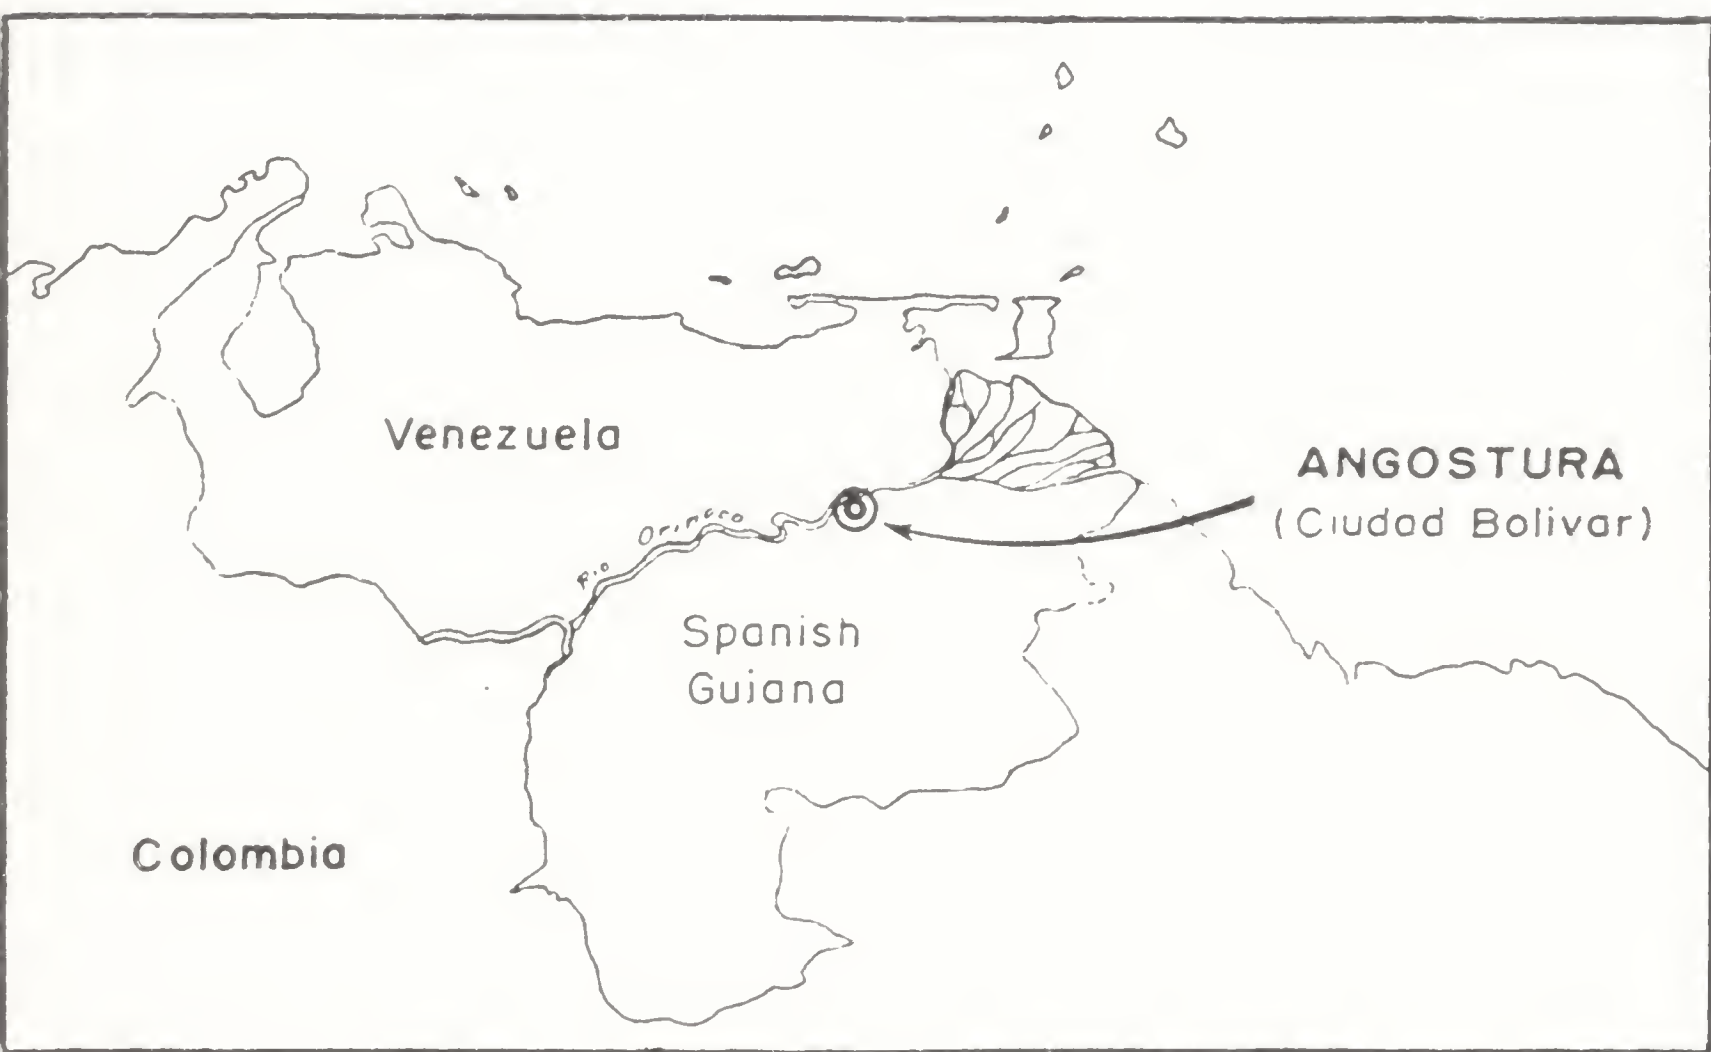 Venezuela
ANGOSTURA
(Ciudad Bolivar)
Rio Orinoco
Spanish
Guiana
Colombia